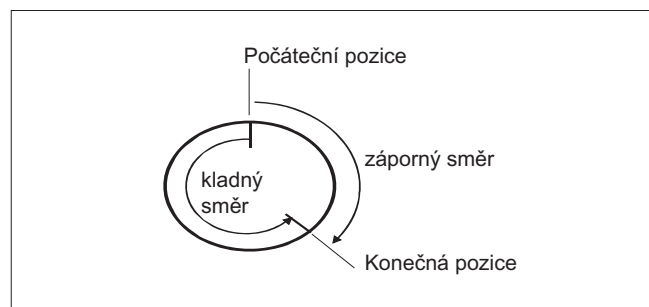 Počáteční pozice
záporný směr
kladný
směr
Konečná pozice